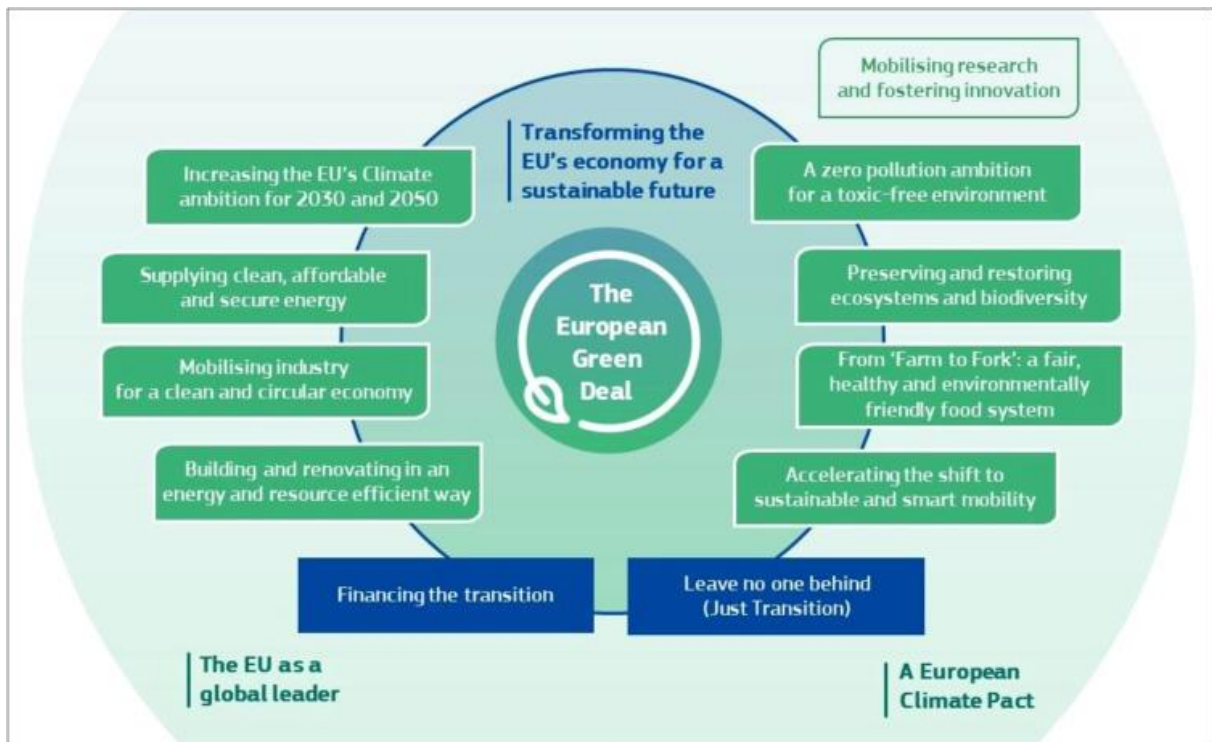 Mobilising research
and fostering innovation
Transforming the
EU's economy for a
sustainable future
Increasing the EU's Climate
ambition for 2030 and 2050
Supplying clean, affordable
and secure energy
Mobilising industry
for a clean and circular economy
Building and renovating in an
energy and resource efficient way
The
European
Green
Deal
A zero pollution ambition
for a toxic-free environment
Preserving and restoring
ecosystems and biodiversity
From ‘Farm to Fork’: a fair,
healthy and environmentally
friendly food system
Accelerating the shift to
sustainable and smart mobility
Financing the transition
Leave no one behind
(Just Transition)
The EU as a
global leader
A European
Climate Pact